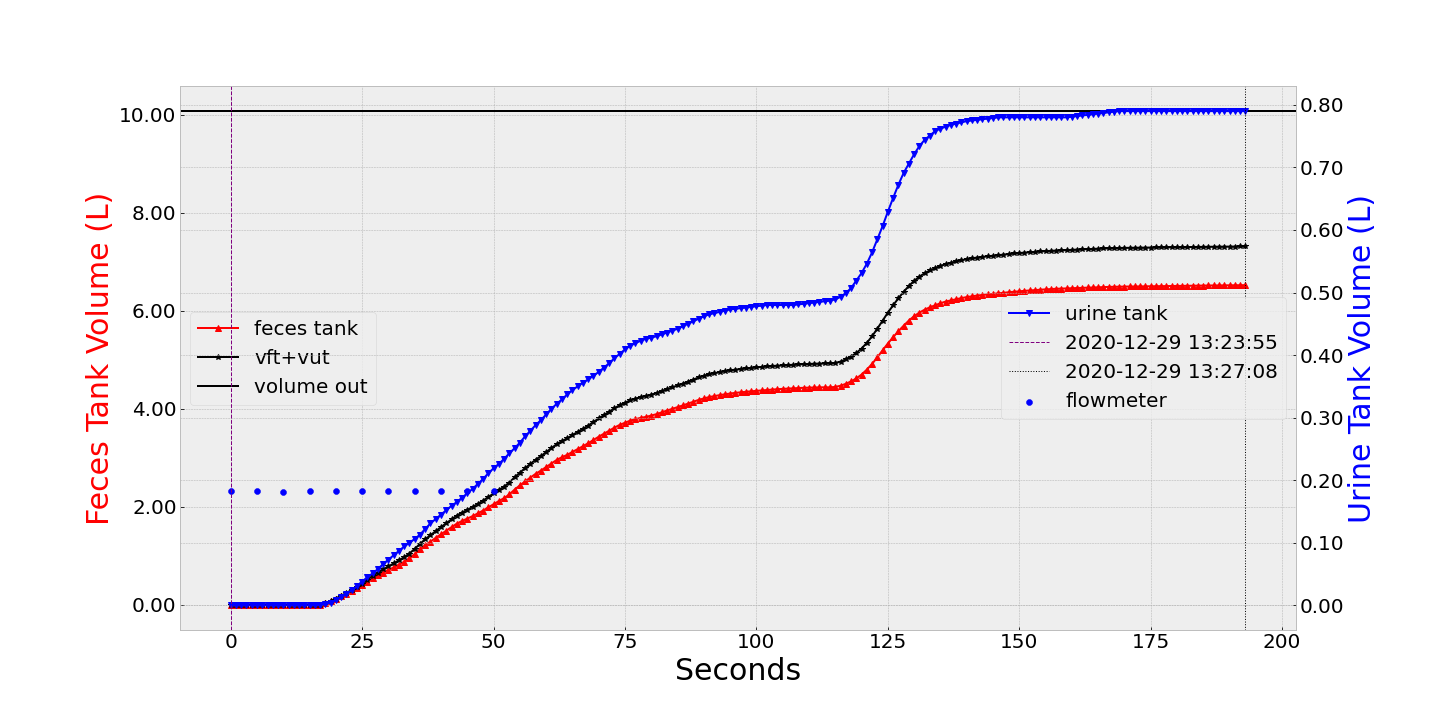 Feces Tank Volume (L)
10.00
8.00
6.00
4.00
2.00
0.00
feces tank
vft+vut
volume out
urine tank
2020-12-29 13:23:55
2020-12-29 13:27:08
flowmeter
0.80
0.70
0.60
0.50
0.40
0.30
0.20
0.10
0.00
Urine Tank Volume (L)
0 25 50 75 100 125 150 175 200
Seconds